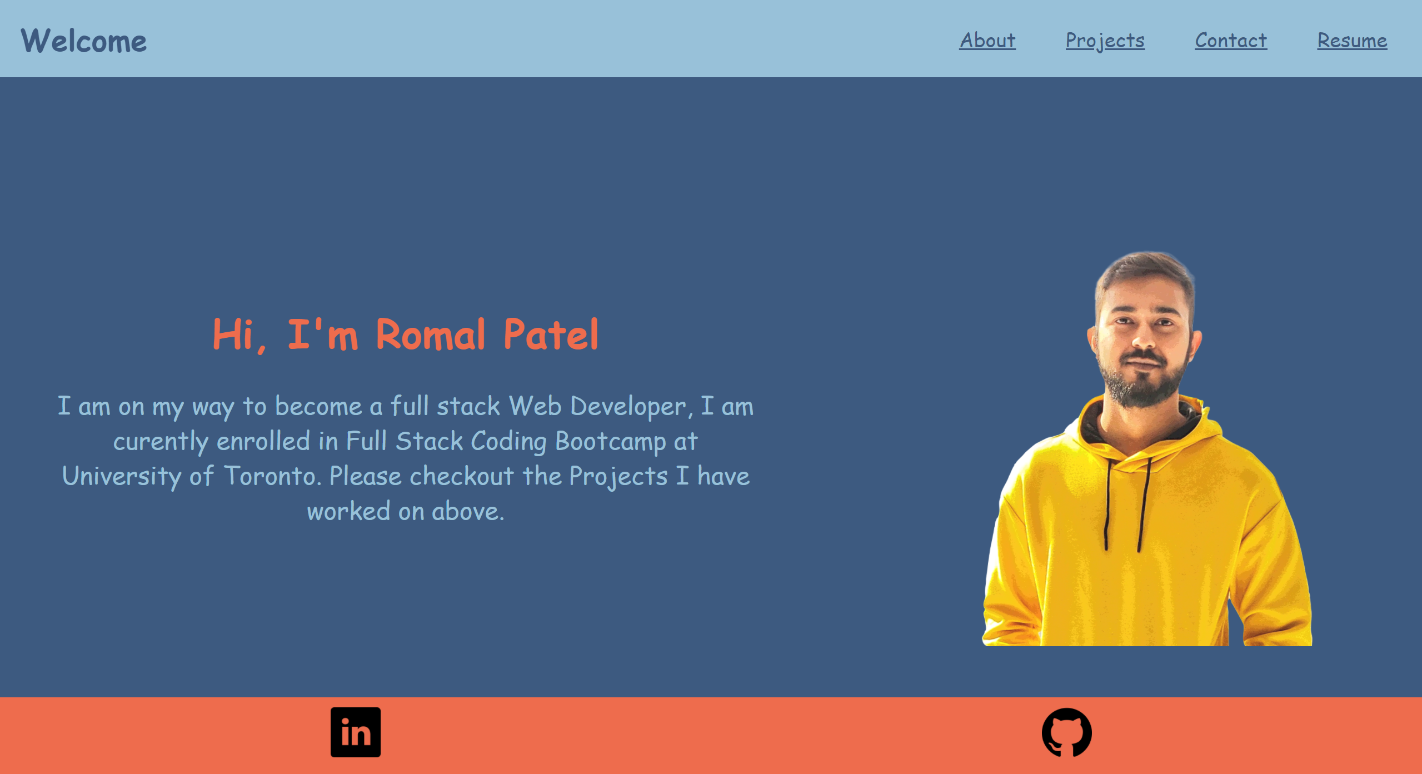 Welcome
About Projects Contact Resume
Hi, I'm Romal Patel
I am on my way to become a full stack Web Developer, I am
curently enrolled in Full Stack Coding Bootcamp at
University of Toronto. Please checkout the Projects I have
worked on above.
in